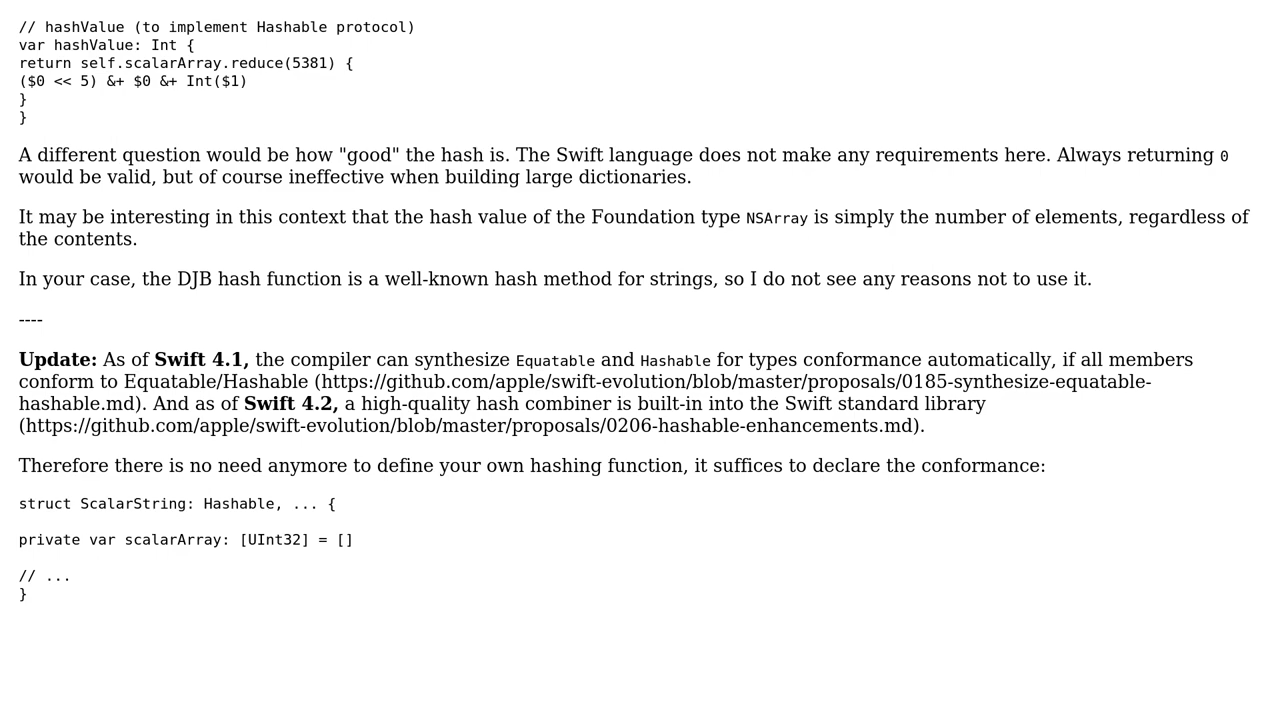 // hashValue (to implement Hashable protocol)
var hashValue: Int {
return self.scalarArray.reduce(5381) {
($0 << 5) &+ $0 &+ Int($1)
}
}
A different question would be how "good" the hash is. The Swift language does not make any requirements here. Always returning 0
would be valid, but of course ineffective when building large dictionaries.
It may be interesting in this context that the hash value of the Foundation type NSArray is simply the number of elements, regardless of
the contents.
In your case, the DJB hash function is a well-known hash method for strings, so I do not see any reasons not to use it.
----
Update: As of Swift 4.1, the compiler can synthesize Equatable and Hashable for types conformance automatically, if all members
conform to Equatable/Hashable (https://github.com/apple/swift-evolution/blob/master/proposals/0185-synthesize-equatable-
hashable.md). And as of Swift 4.2, a high-quality hash combiner is built-in into the Swift standard library
(https://github.com/apple/swift-evolution/blob/master/proposals/0206-hashable-enhancements.md).
Therefore there is no need anymore to define your own hashing function, it suffices to declare the conformance:
struct ScalarString: Hashable, ... {
private var scalarArray: [UInt32] = []
// ...
}